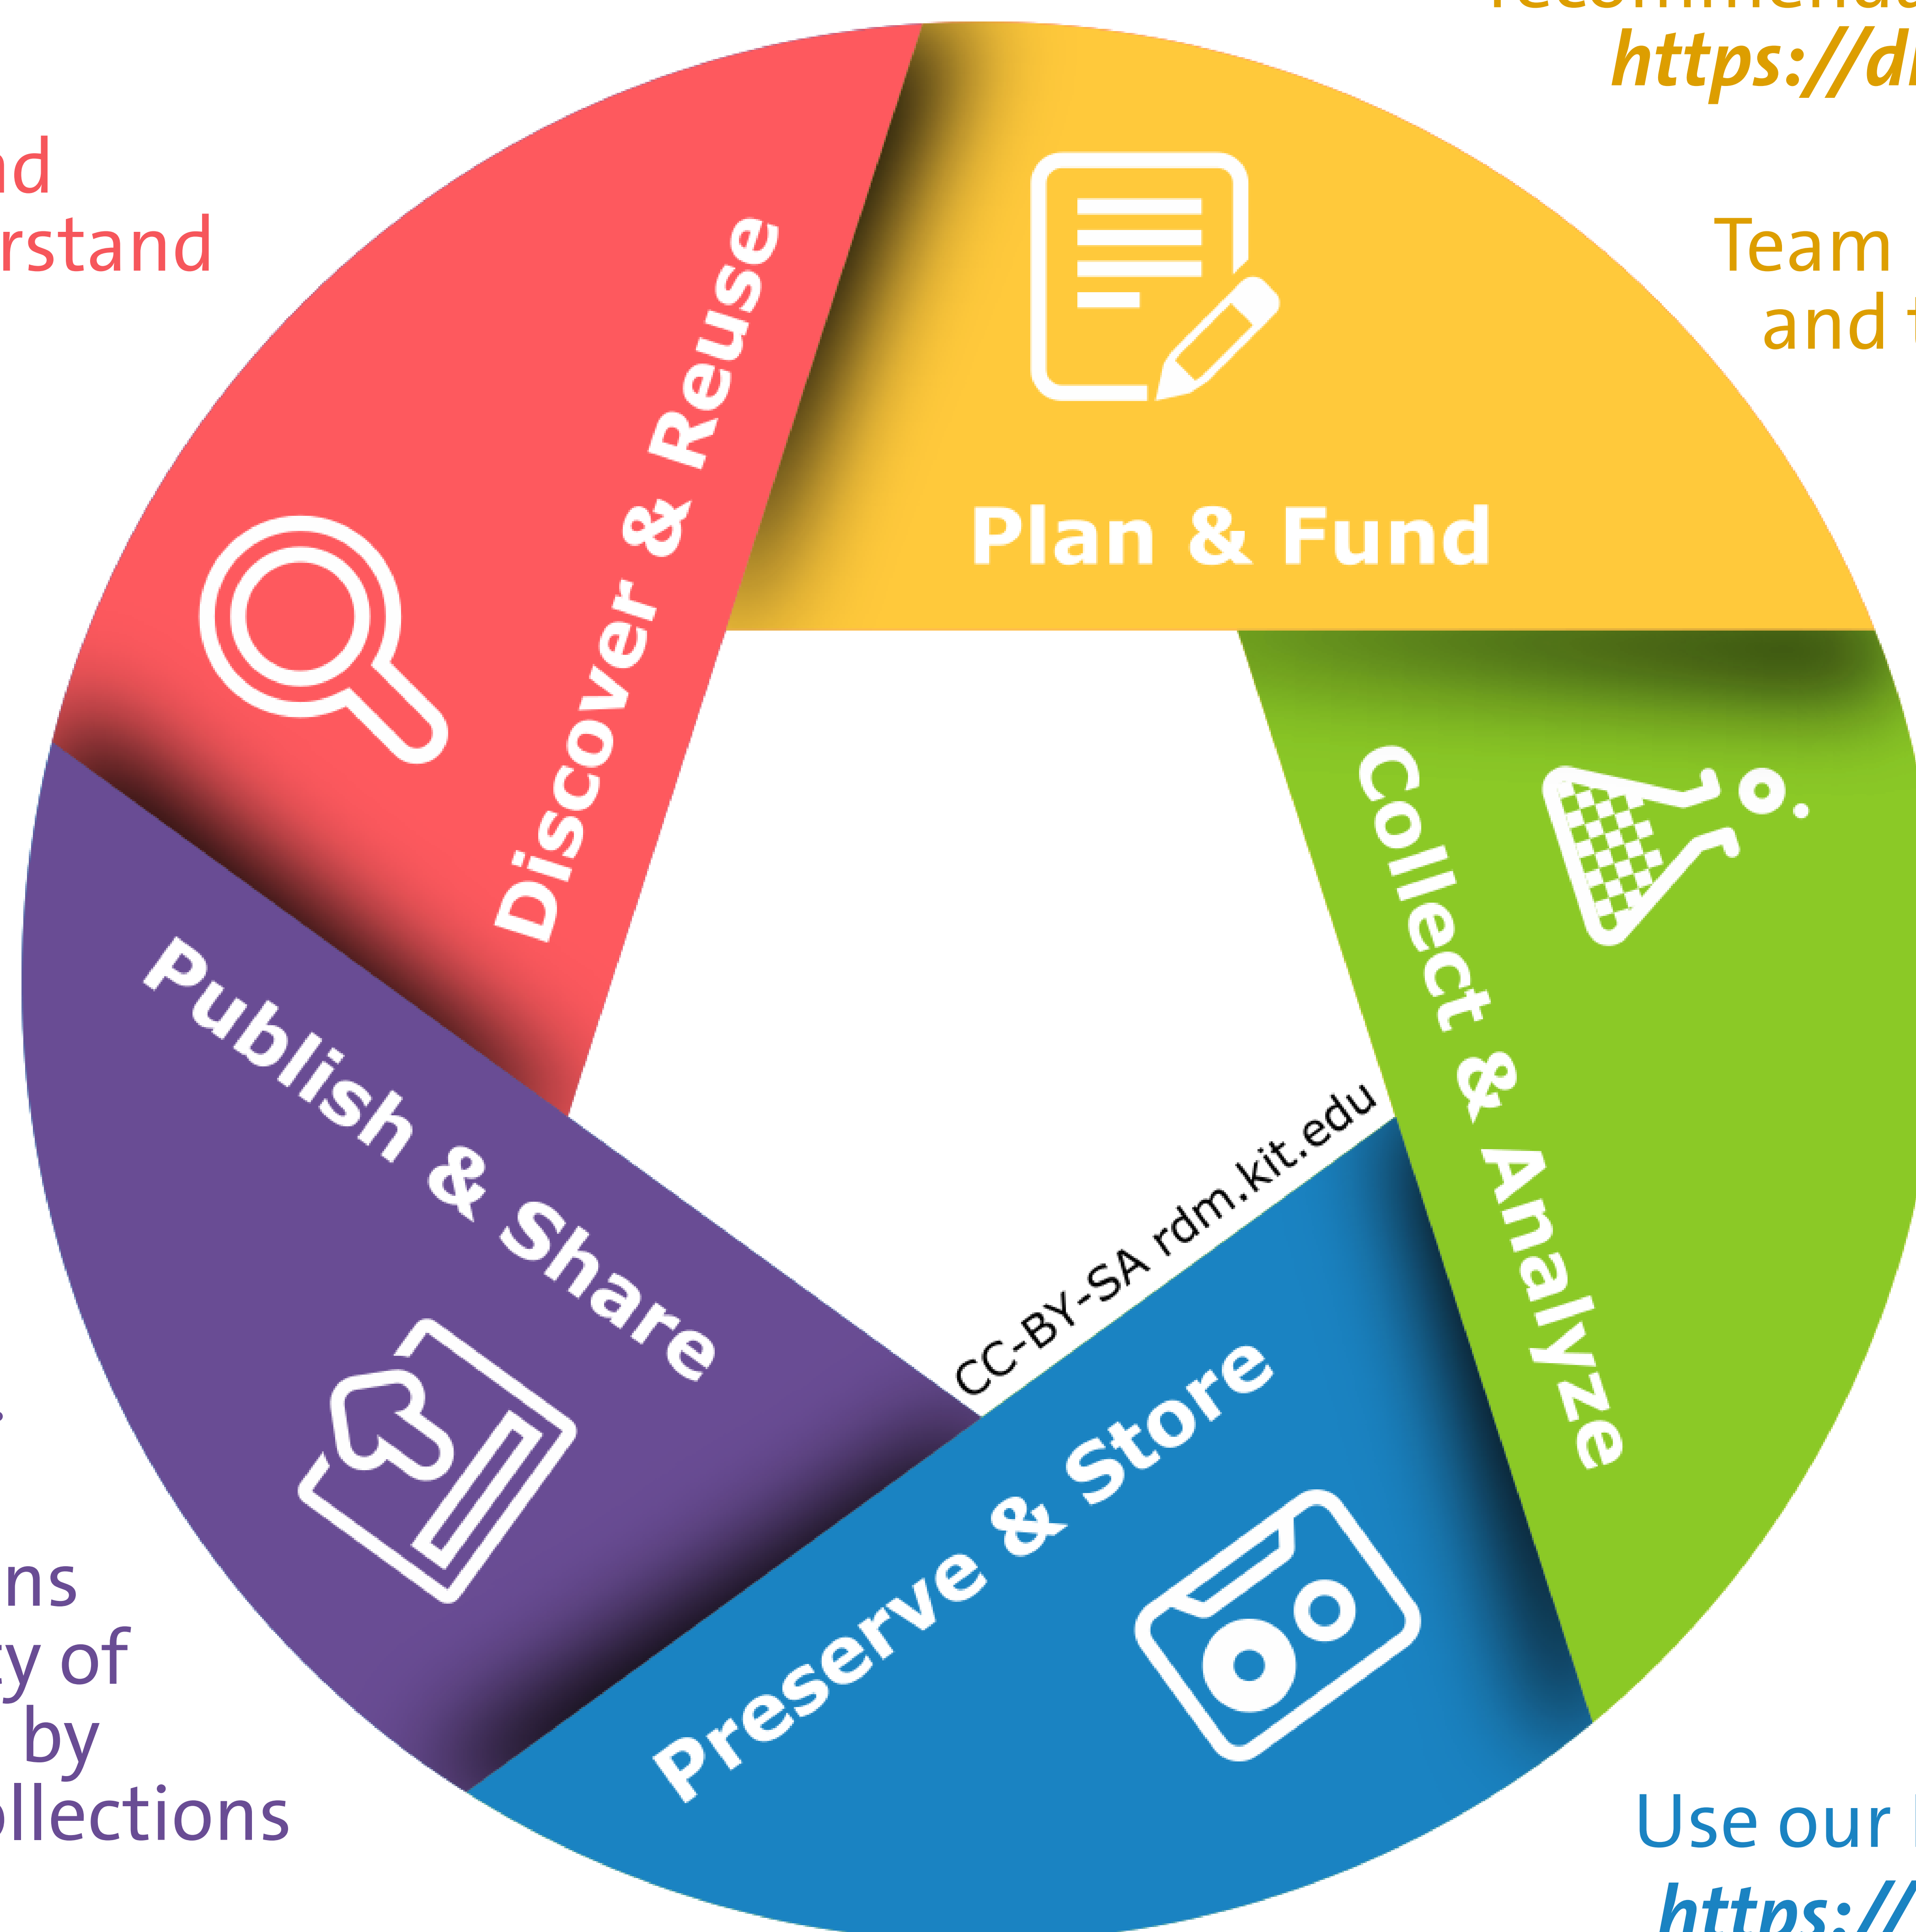 https://
nd
rstand
Team
and
Plan & Fund
Discover & Reuse
Collect & Analyze
CC-BY-SA rdm.kit.edu
Publish & Share
Preserve & Store
ns
y of
by
llections
Use our
https://